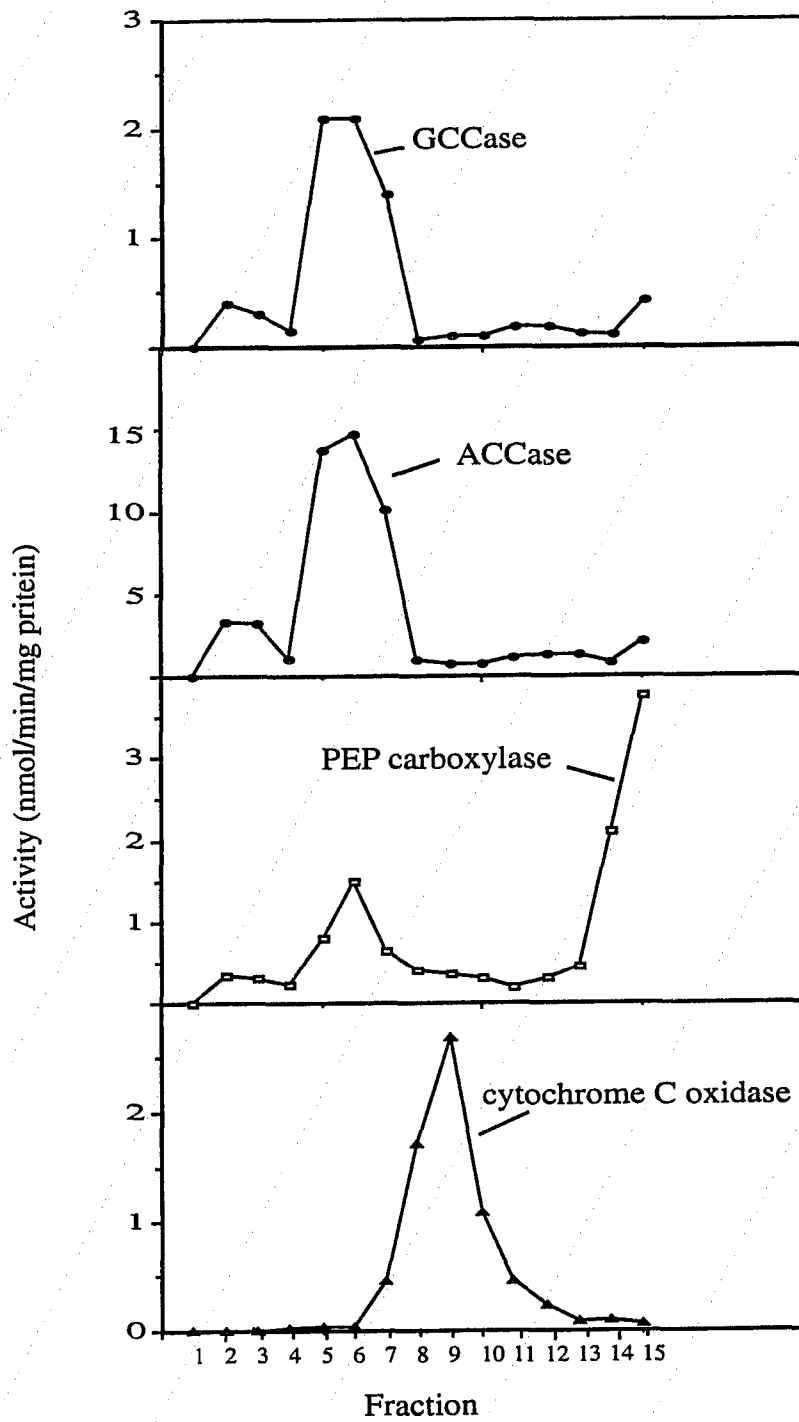 3
2
GCCase
1
15
ACCase
10
5
Activity (nmol/min/mg pritein)
3
PEP carboxylase
2
1
2
cytochrome C oxidase
1
0
1 2 3 4 5 6 7 8 9 10 11 12 13 14 15
Fraction